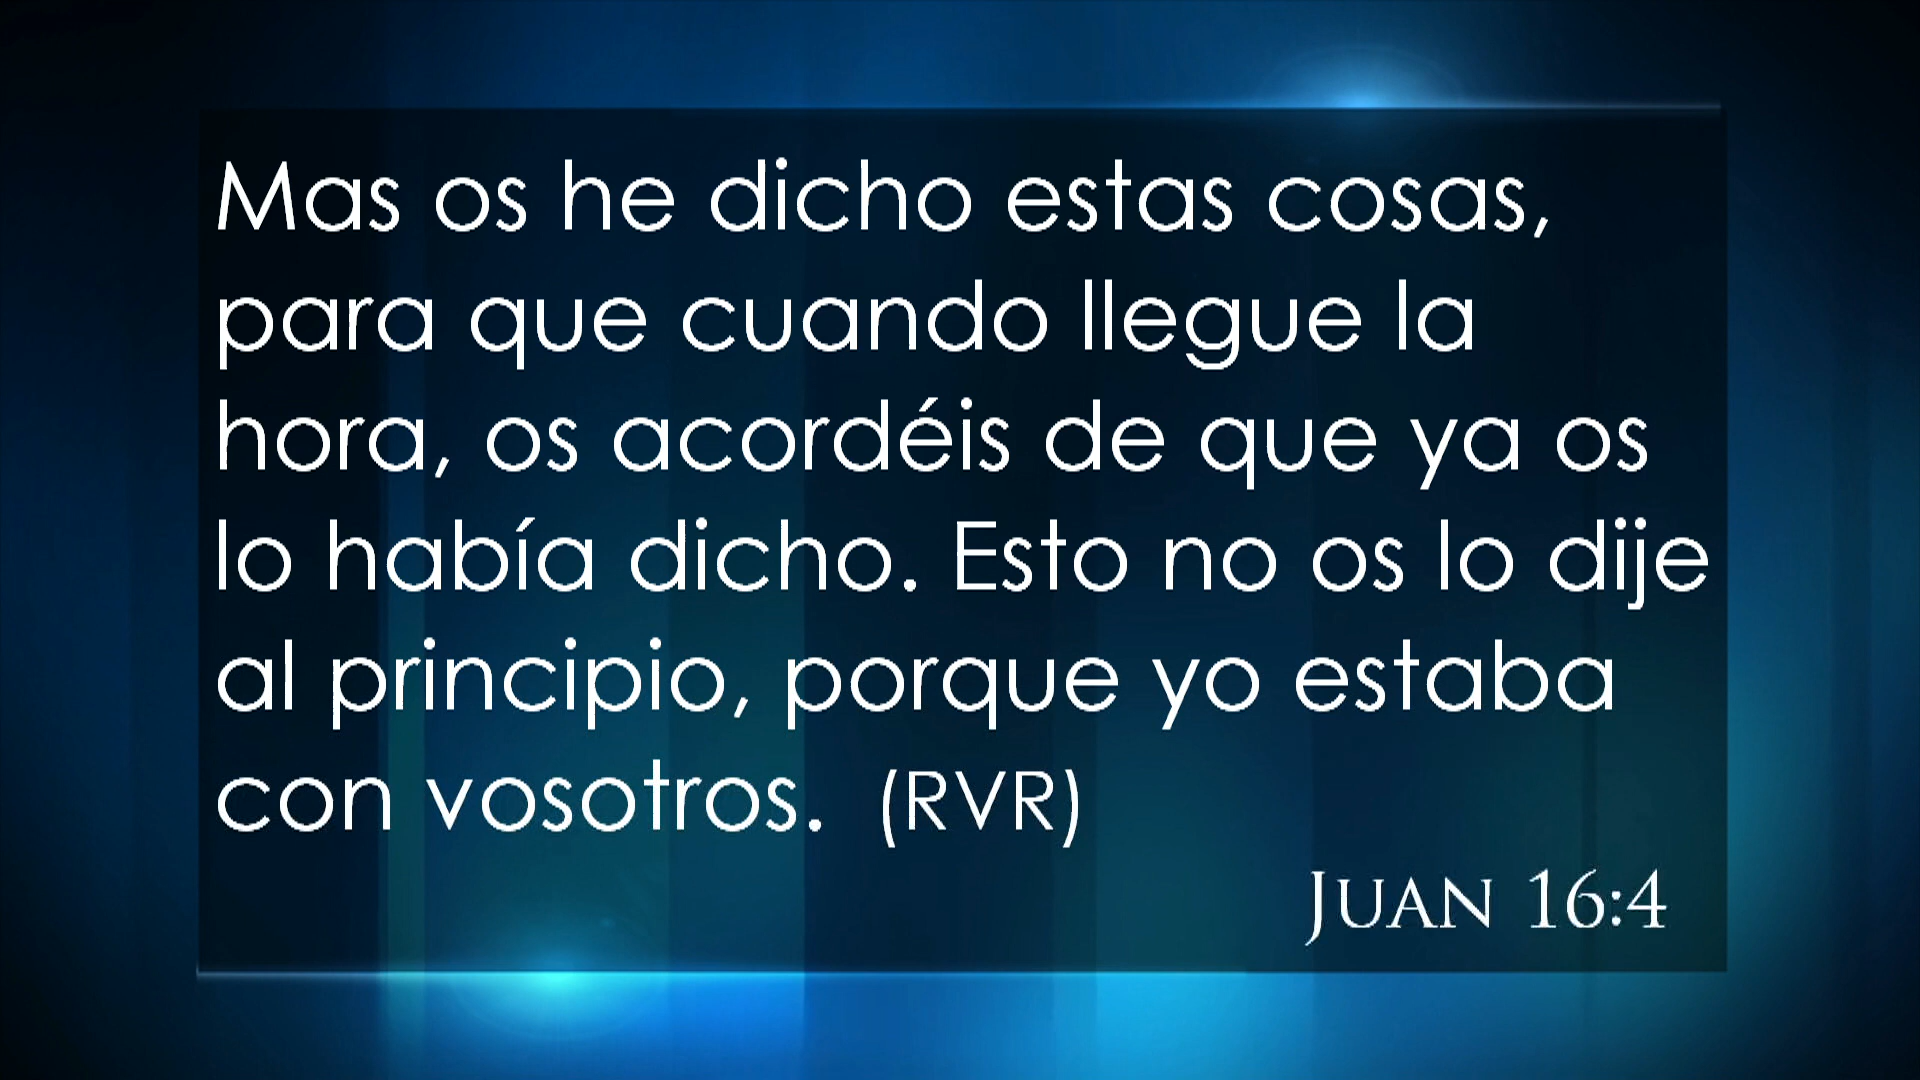 Mas os he dicho estas cosas,
para que cuando llegue la
hora, os acordéis de que ya os
lo había dicho. Esto no os lo dije
al principio, porque yo estaba
con vosotros.  (RVR)
Juan 16:4